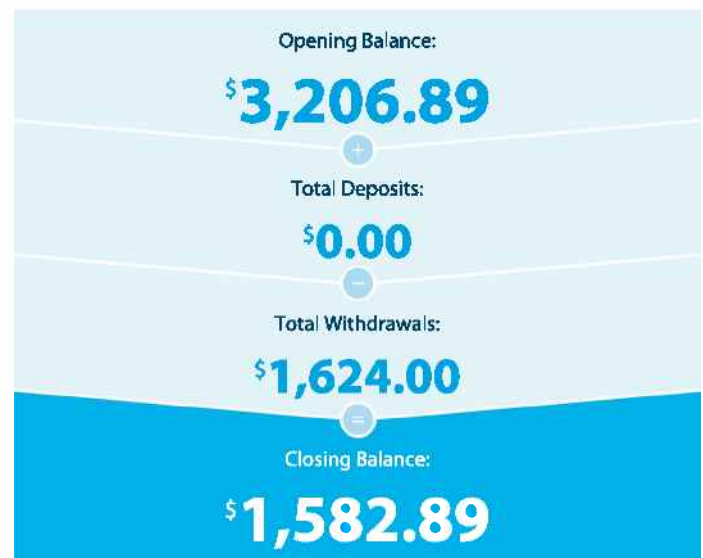 Opening Balance:
$3,206.89
+
Total Deposits:
$0.00
−
Total Withdrawals:
$1,624.00
=
Closing Balance:
$1,582.89